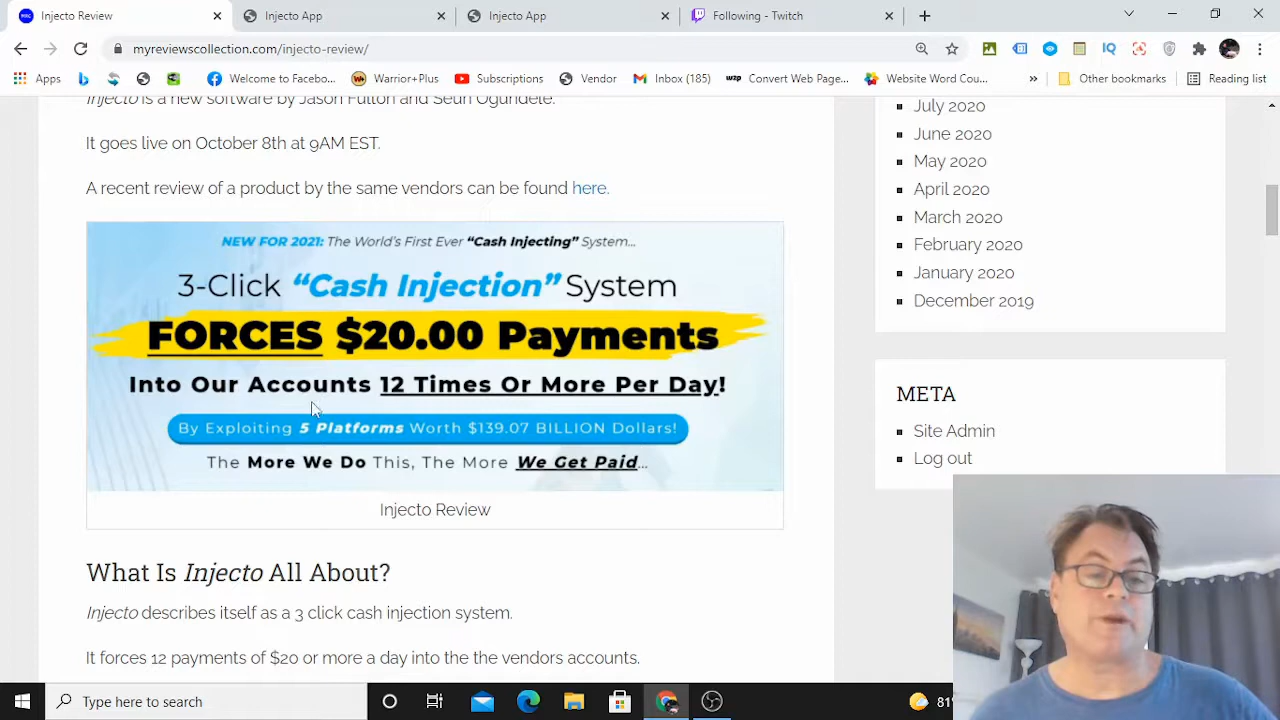 Injecto Review
Injecto App
Injecto App
Following - Twitch
myreviewscollection.com/injecto-review/
Apps
Welcome to Facebo...
Warrior+Plus
Subscriptions
Vendor
Inbox (185)
wzp
Convert Web Page...
Website Word Cou...
»
Other bookmarks
Reading list
IQ
Injecto is a new software by Jason Fulton and Seun Ogundele.
It goes live on October 8th at 9AM EST.
A recent review of a product by the same vendors can be found here.
NEW FOR 2021: The World's First Ever "Cash Injecting" System...
3-Click "Cash Injection" System
FORCES $20.00 Payments
Into Our Accounts 12 Times Or More Per Day!
By Exploiting 5 Platforms Worth $139.07 BILLION Dollars!
The More We Do This, The More We Get Paid...
Injecto Review
What Is Injecto All About?
Injecto describes itself as a 3 click cash injection system.
It forces 12 payments of $20 or more a day into the the vendors accounts.
July 2020
June 2020
May 2020
April 2020
March 2020
February 2020
January 2020
December 2019
META
Site Admin
Log out
Type here to search
81°